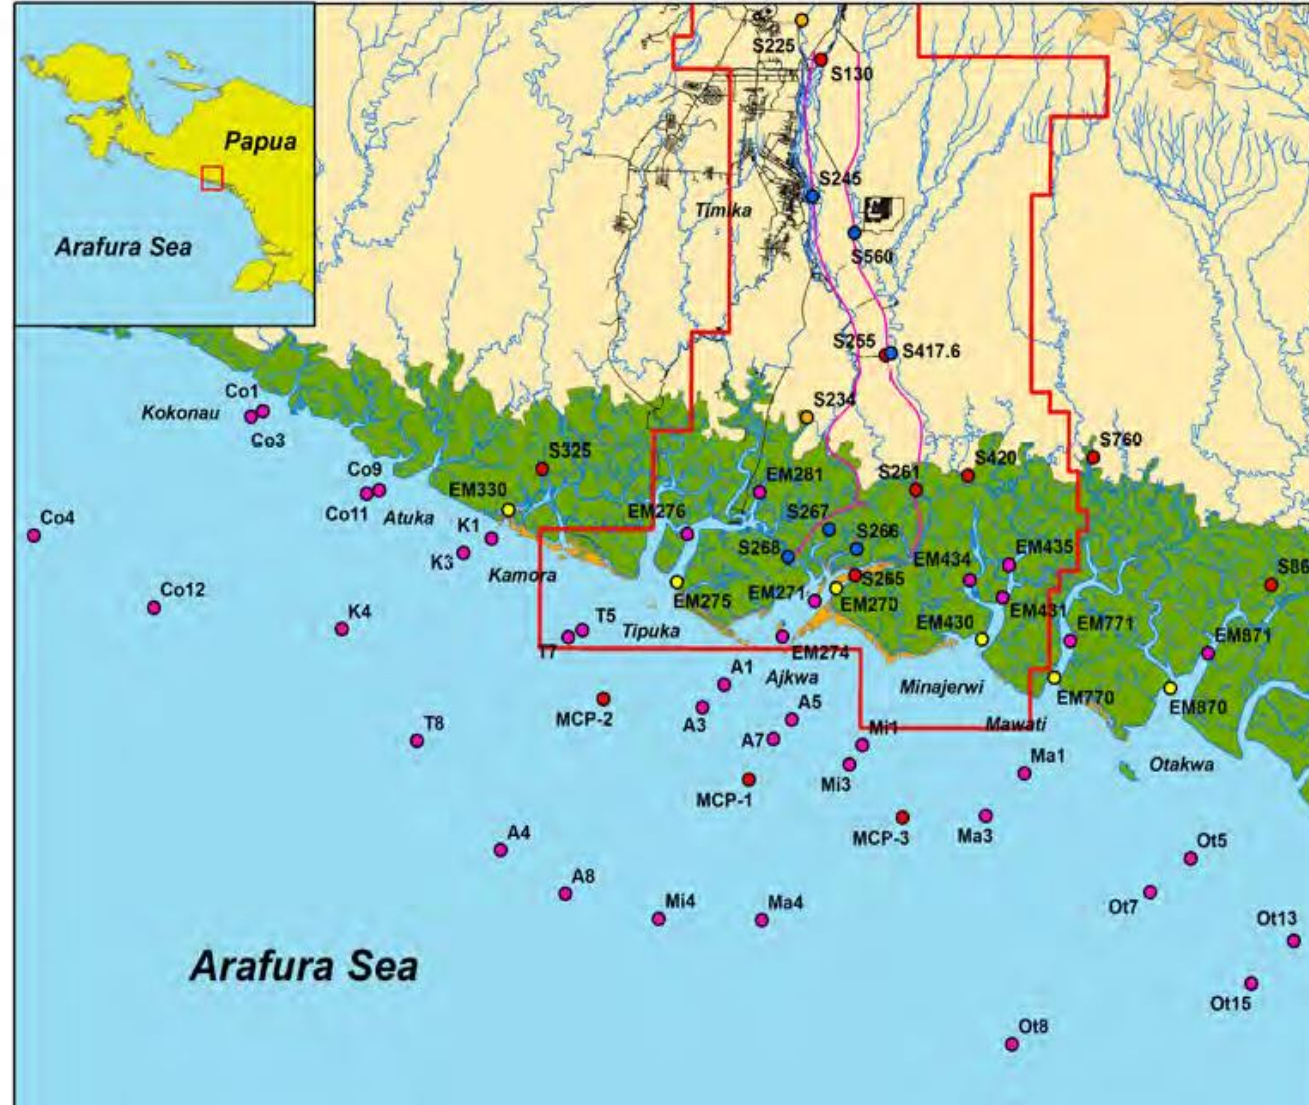 Papua
Arafura Sea
S225
S130
S245
Timika
S560
S255
S417.6
Co1
Kokonau
Co3
S234
S760
S325
S420
Co9
EM281
S261
EM330
Co11
Atuka
Co4
K1
EM276
S267
S266
K3
S268
EM435
EM434
Kamora
S265
S86
EM275
EM271
EM270
EM431
Co12
K4
T5
Tipuka
EM430
EM771
EM871
T7
EM274
Ajkwa
A1
Minajerwi
EM770
EM870
MCP-2
A3
A5
Mawati
T8
A7
Mi1
Ma1
Otakwa
Mi3
MCP-1
A4
MCP-3
Ma3
Ot5
A8
Mi4
Ma4
Ot7
Ot13
Arafura Sea
Ot15
Ot8